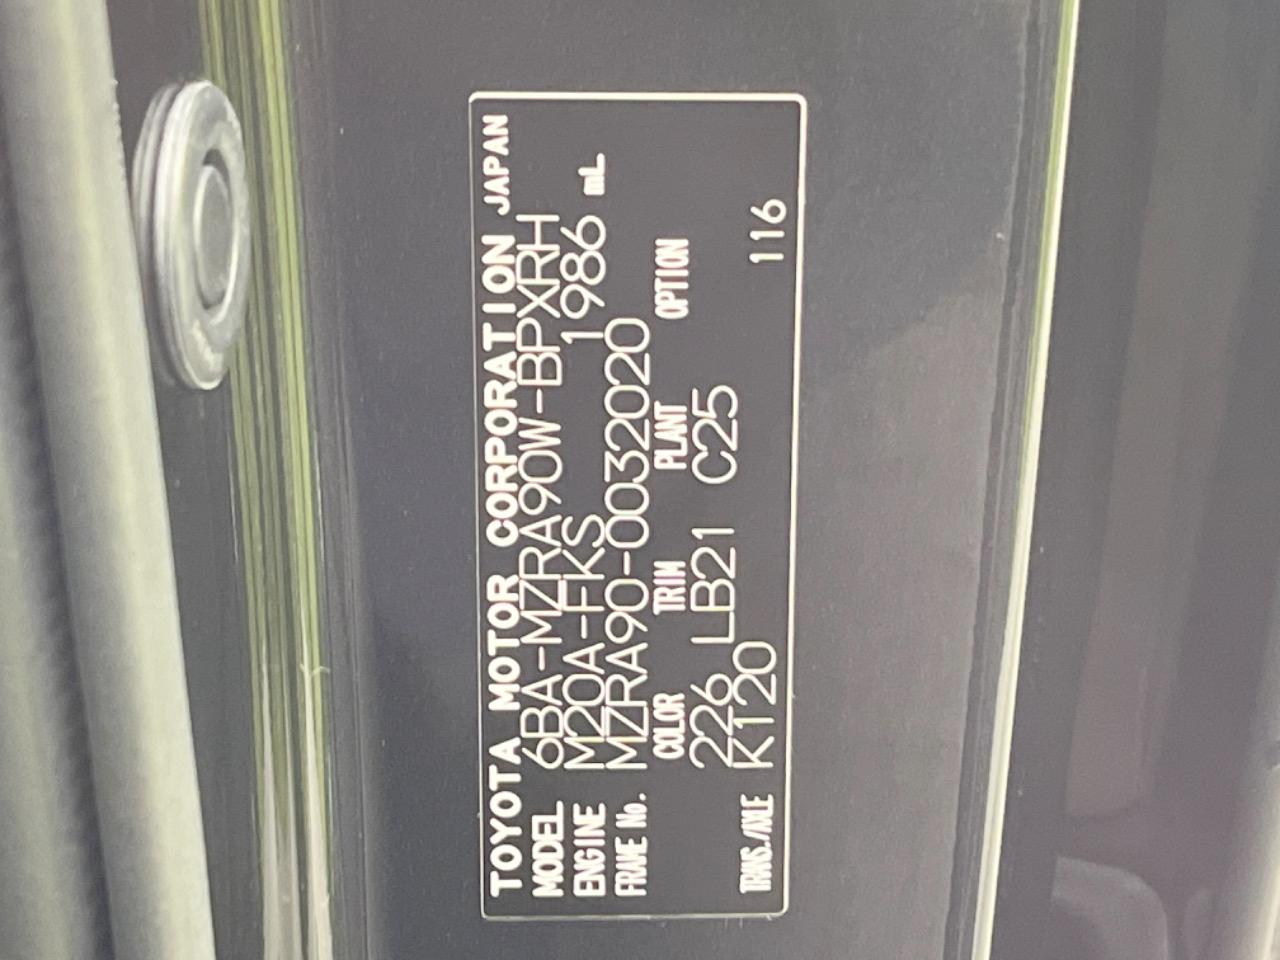 TOYOTA MOTOR CORPORATION JAPAN
MODEL 6BA-MZRA90W-BPXRH
ENGINE M20A-FKS 1986 mL
FRAME No. MZRA90-0032020
COLOR TRIM PLANT OPTION
226 LB21 C25
TRANS./AXLE K120 116